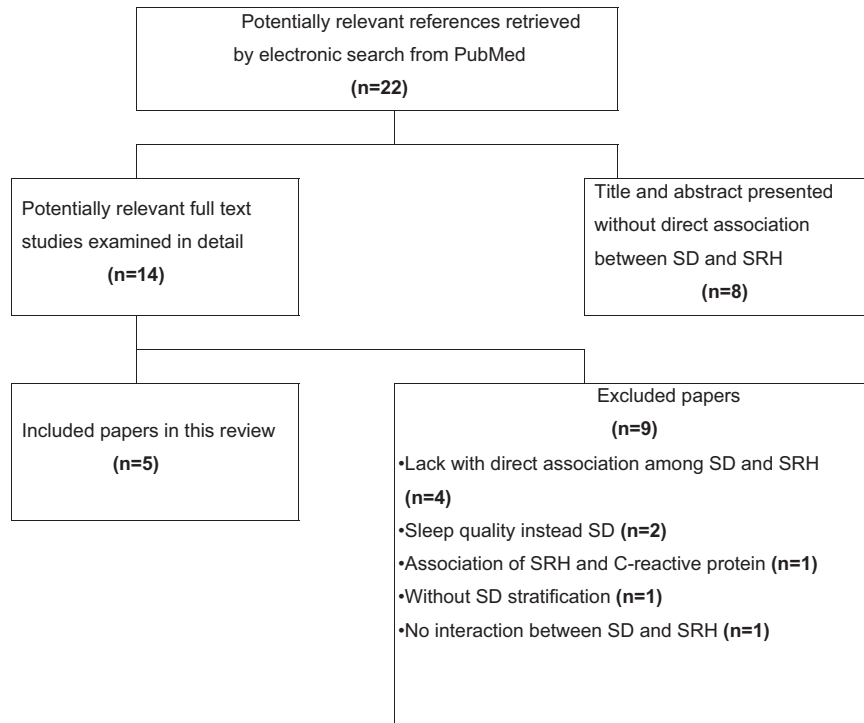 Potentially relevant references retrieved
by electronic search from PubMed
(n=22)
Potentially relevant full text
studies examined in detail
(n=14)
Title and abstract presented
without direct association
between SD and SRH
(n=8)
Included papers in this review
(n=5)
Excluded papers
(n=9)
•Lack with direct association among SD and SRH
(n=4)
•Sleep quality instead SD (n=2)
•Association of SRH and C-reactive protein (n=1)
•Without SD stratification (n=1)
•No interaction between SD and SRH (n=1)